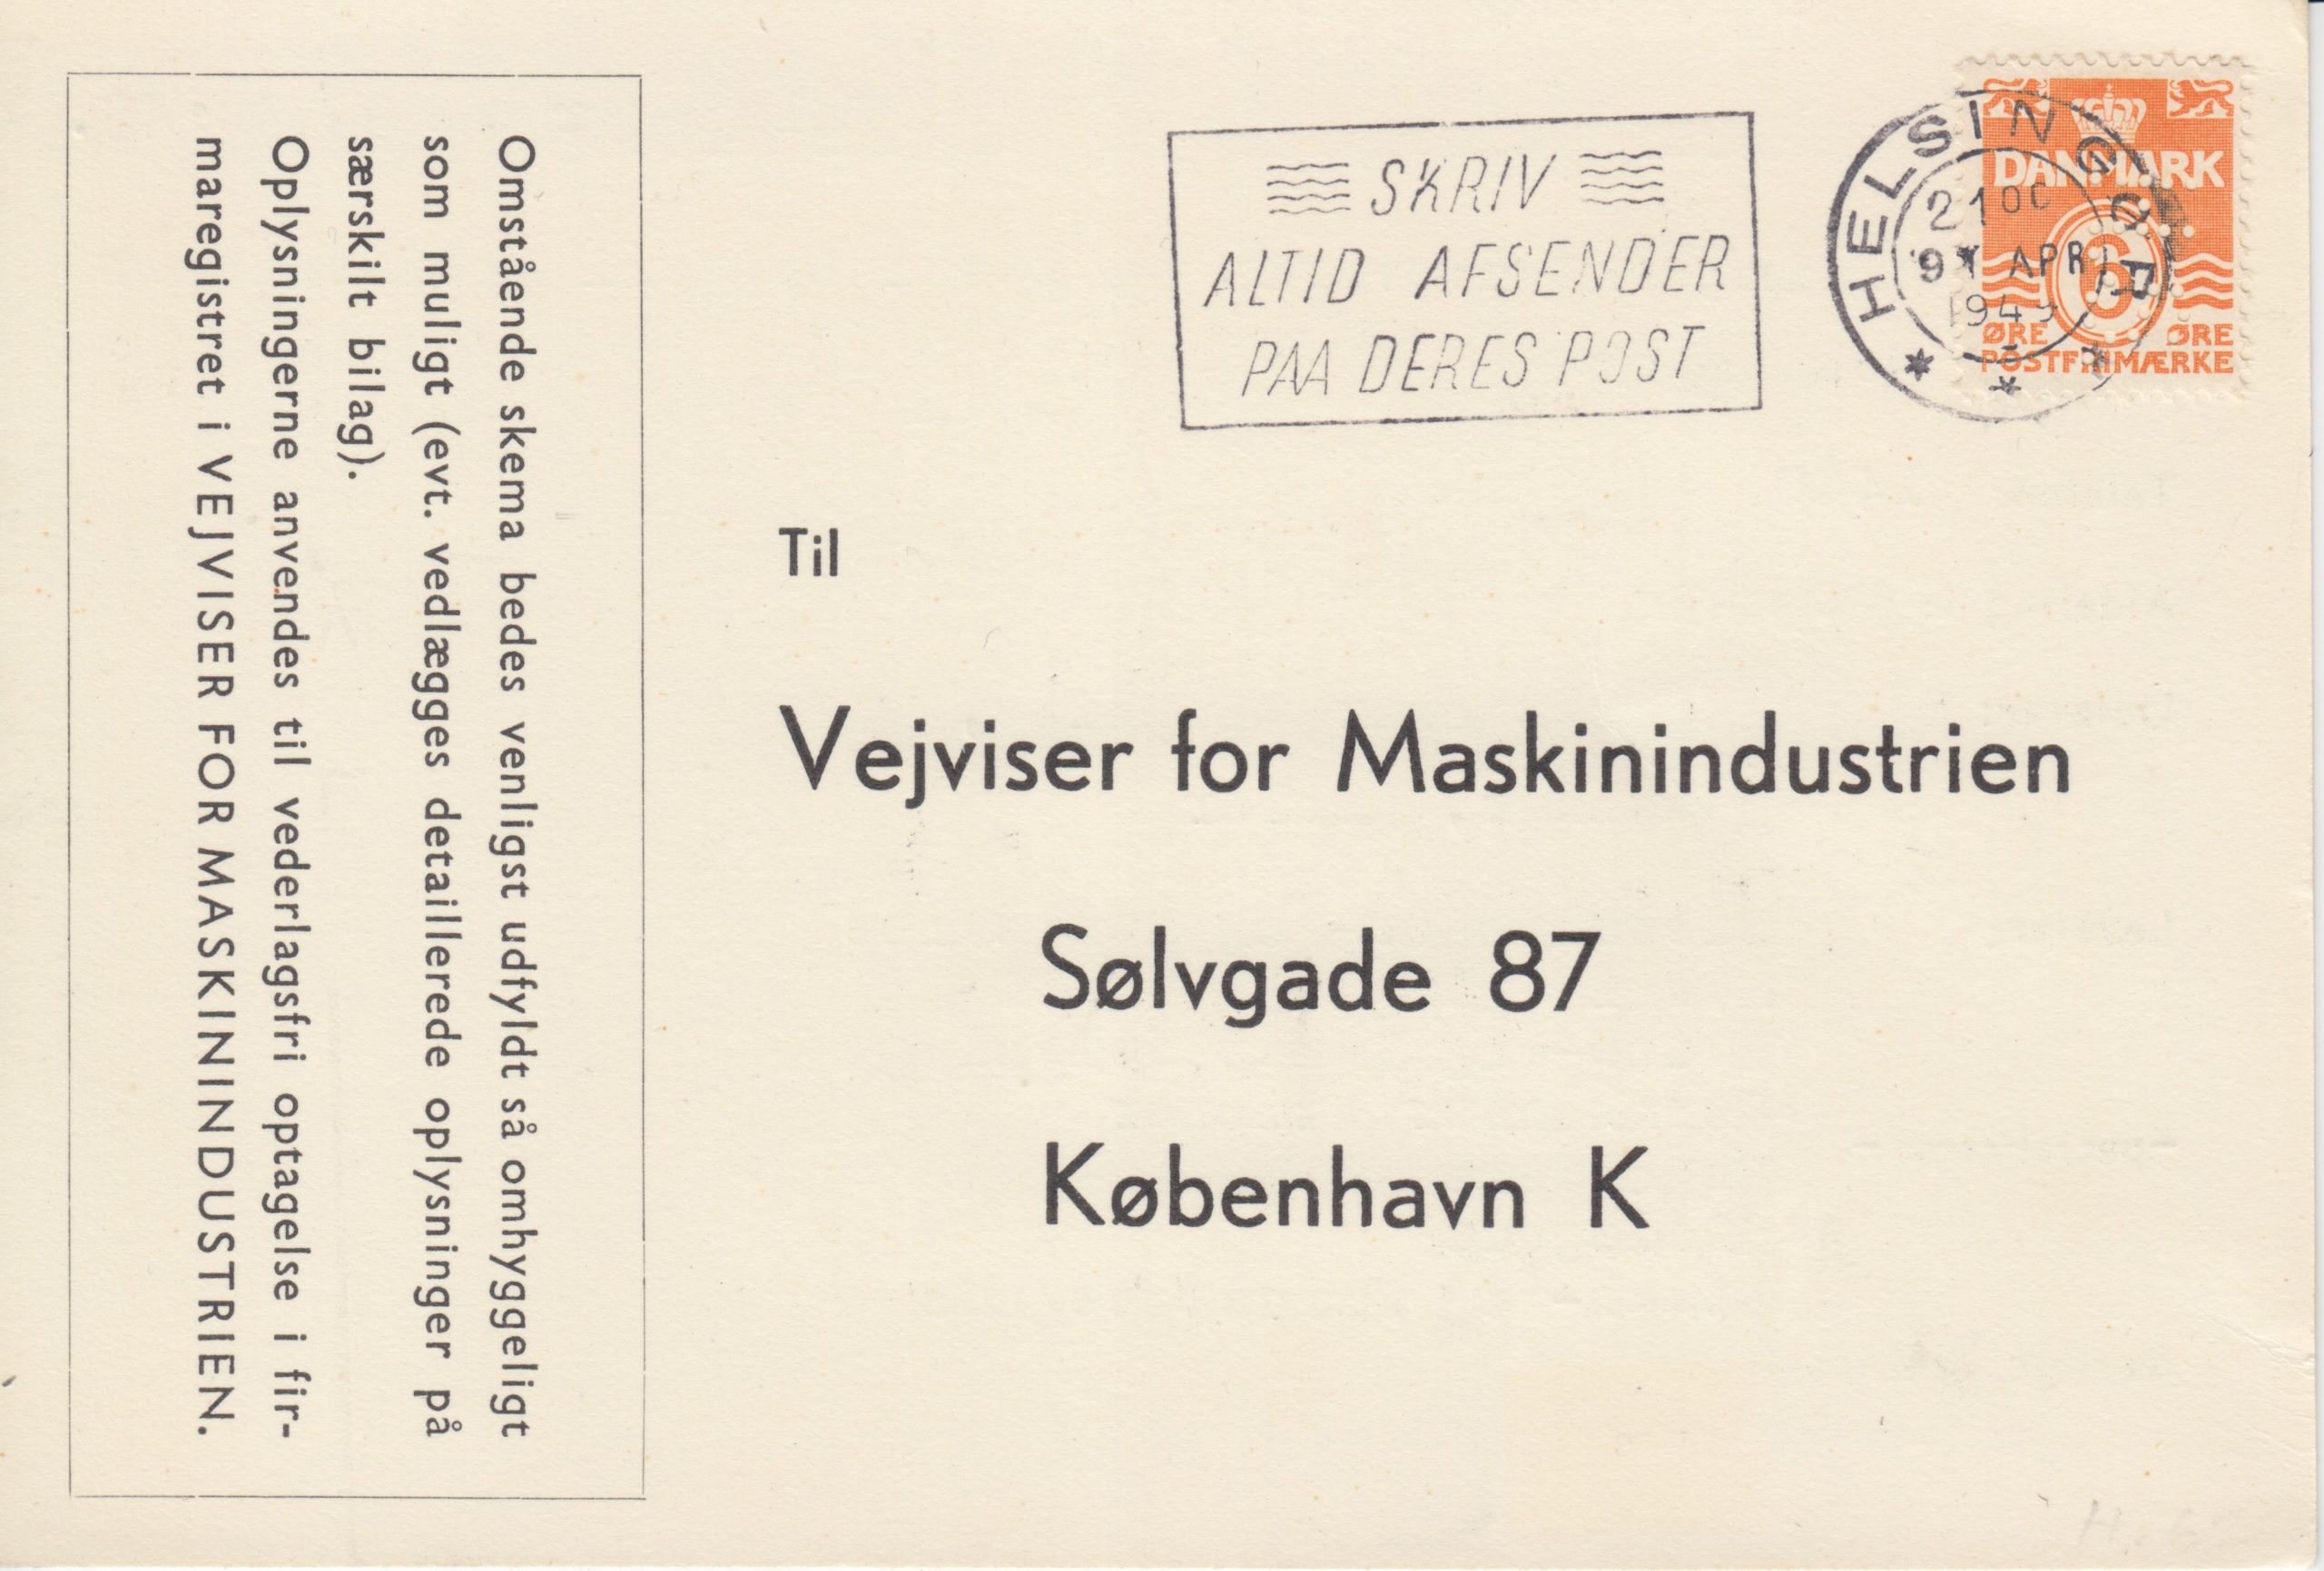 Omstående skema bedes venligst udfyldt så omhyggeligt
som muligt (evt. vedlægges detaillerede oplysninger på
særskilt bilag).
Oplysningerne anvendes til vederlagsfri optagelse i fir-
maregistret i VEJVISER FOR MASKININDUSTRIEN.
SKRIV
ALTID AFSENDER
PAA DERES POST
HELSINGØR
9 * APR
DANMARK
6
ØRE ØRE
POSTFRIMÆRKE
Til
Vejviser for Maskinindustrien
Sølvgade 87
København K